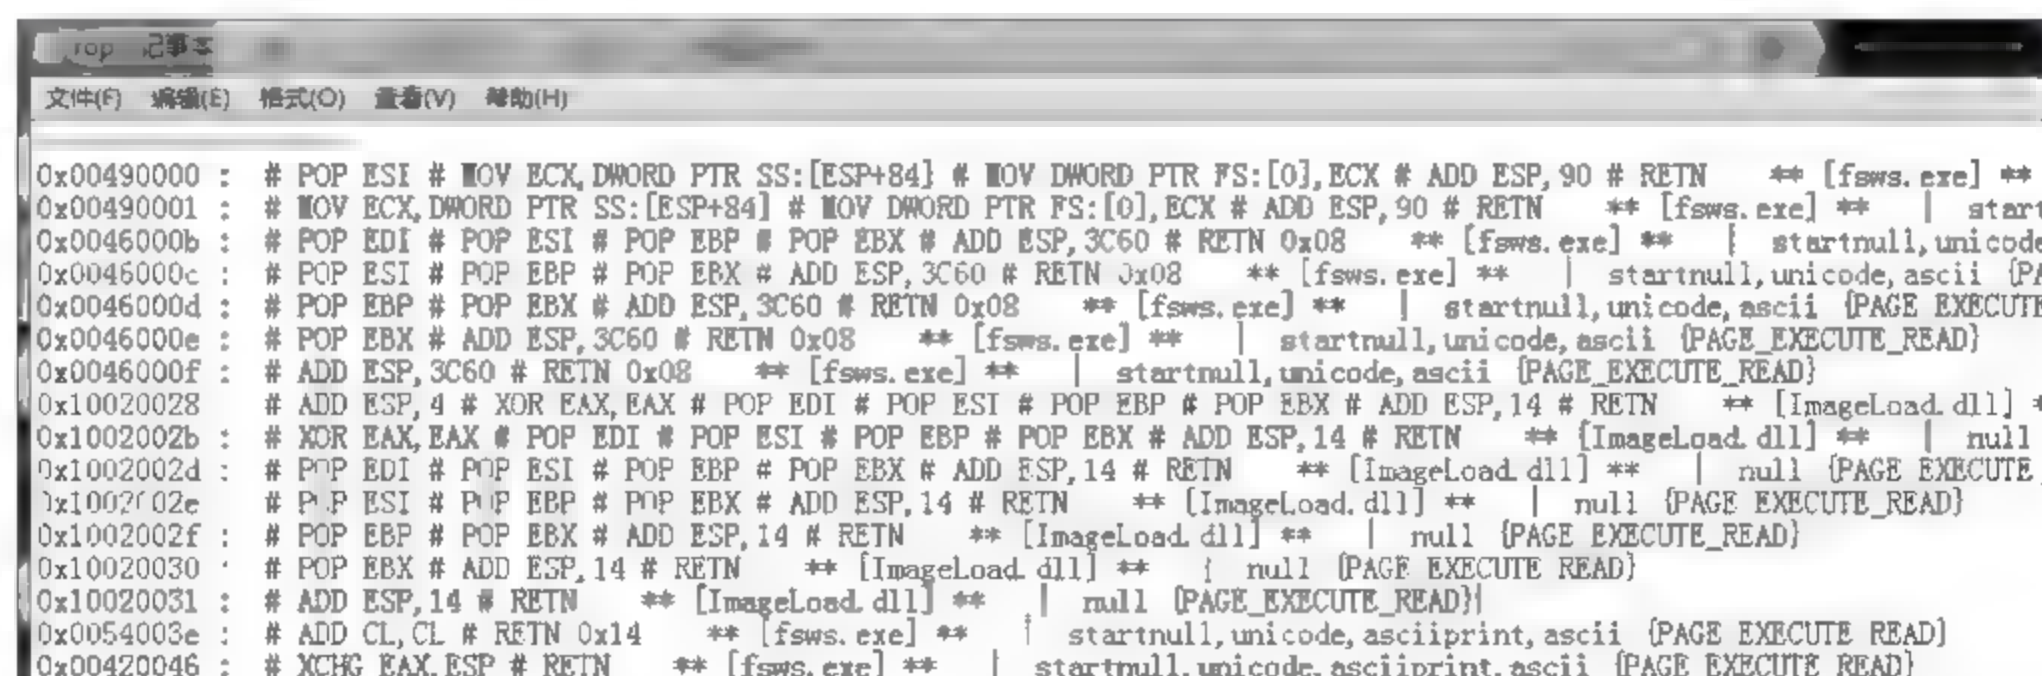 rop 记事本
文件(F) 编辑(E) 格式(O) 查看(V) 帮助(H)
0x00490000 : # POP ESI # MOV ECX,DWORD PTR SS:[ESP+84] # MOV DWORD PTR FS:[0],ECX # ADD ESP,90 # RETN ** [fsws.exe] **
0x00490001 : # MOV ECX,DWORD PTR SS:[ESP+84] # MOV DWORD PTR FS:[0],ECX # ADD ESP,90 # RETN ** [fsws.exe] ** | start
0x0046000b : # POP EDI # POP ESI # POP EBP # POP EBX # ADD ESP,3C60 # RETN 0x08 ** [fsws.exe] ** | startnull,unicode
0x0046000c : # POP ESI # POP EBP # POP EBX # ADD ESP,3C60 # RETN 0x08 ** [fsws.exe] ** | startnull,unicode,ascii {PA
0x0046000d : # POP EBP # POP EBX # ADD ESP,3C60 # RETN 0x08 ** [fsws.exe] ** | startnull,unicode,ascii {PAGE_EXECUTE
0x0046000e : # POP EBX # ADD ESP,3C60 # RETN 0x08 ** [fsws.exe] ** | startnull,unicode,ascii {PAGE_EXECUTE_READ}
0x0046000f : # ADD ESP,3C60 # RETN 0x08 ** [fsws.exe] ** | startnull,unicode,ascii {PAGE_EXECUTE_READ}
0x10020028 : # ADD ESP,4 # XOR EAX,EAX # POP EDI # POP ESI # POP EBP # POP EBX # ADD ESP,14 # RETN ** [ImageLoad.dll] *
0x1002002b : # XOR EAX,EAX # POP EDI # POP ESI # POP EBP # POP EBX # ADD ESP,14 # RETN ** [ImageLoad.dll] ** | null
0x1002002d : # POP EDI # POP ESI # POP EBP # POP EBX # ADD ESP,14 # RETN ** [ImageLoad.dll] ** | null {PAGE_EXECUTE_
0x1002002e : # POP ESI # POP EBP # POP EBX # ADD ESP,14 # RETN ** [ImageLoad.dll] ** | null {PAGE_EXECUTE_READ}
0x1002002f : # POP EBP # POP EBX # ADD ESP,14 # RETN ** [ImageLoad.dll] ** | null {PAGE_EXECUTE_READ}
0x10020030 : # POP EBX # ADD ESP,14 # RETN ** [ImageLoad.dll] ** | null {PAGE_EXECUTE_READ}
0x10020031 : # ADD ESP,14 # RETN ** [ImageLoad.dll] ** | null {PAGE_EXECUTE_READ}
0x0054003e : # ADD CL,CL # RETN 0x14 ** [fsws.exe] ** | startnull,unicode,asciiprint,ascii {PAGE_EXECUTE_READ}
0x00420046 : # XCHG EAX,ESP # RETN ** [fsws.exe] ** | startnull,unicode,asciiprint,ascii {PAGE_EXECUTE_READ}